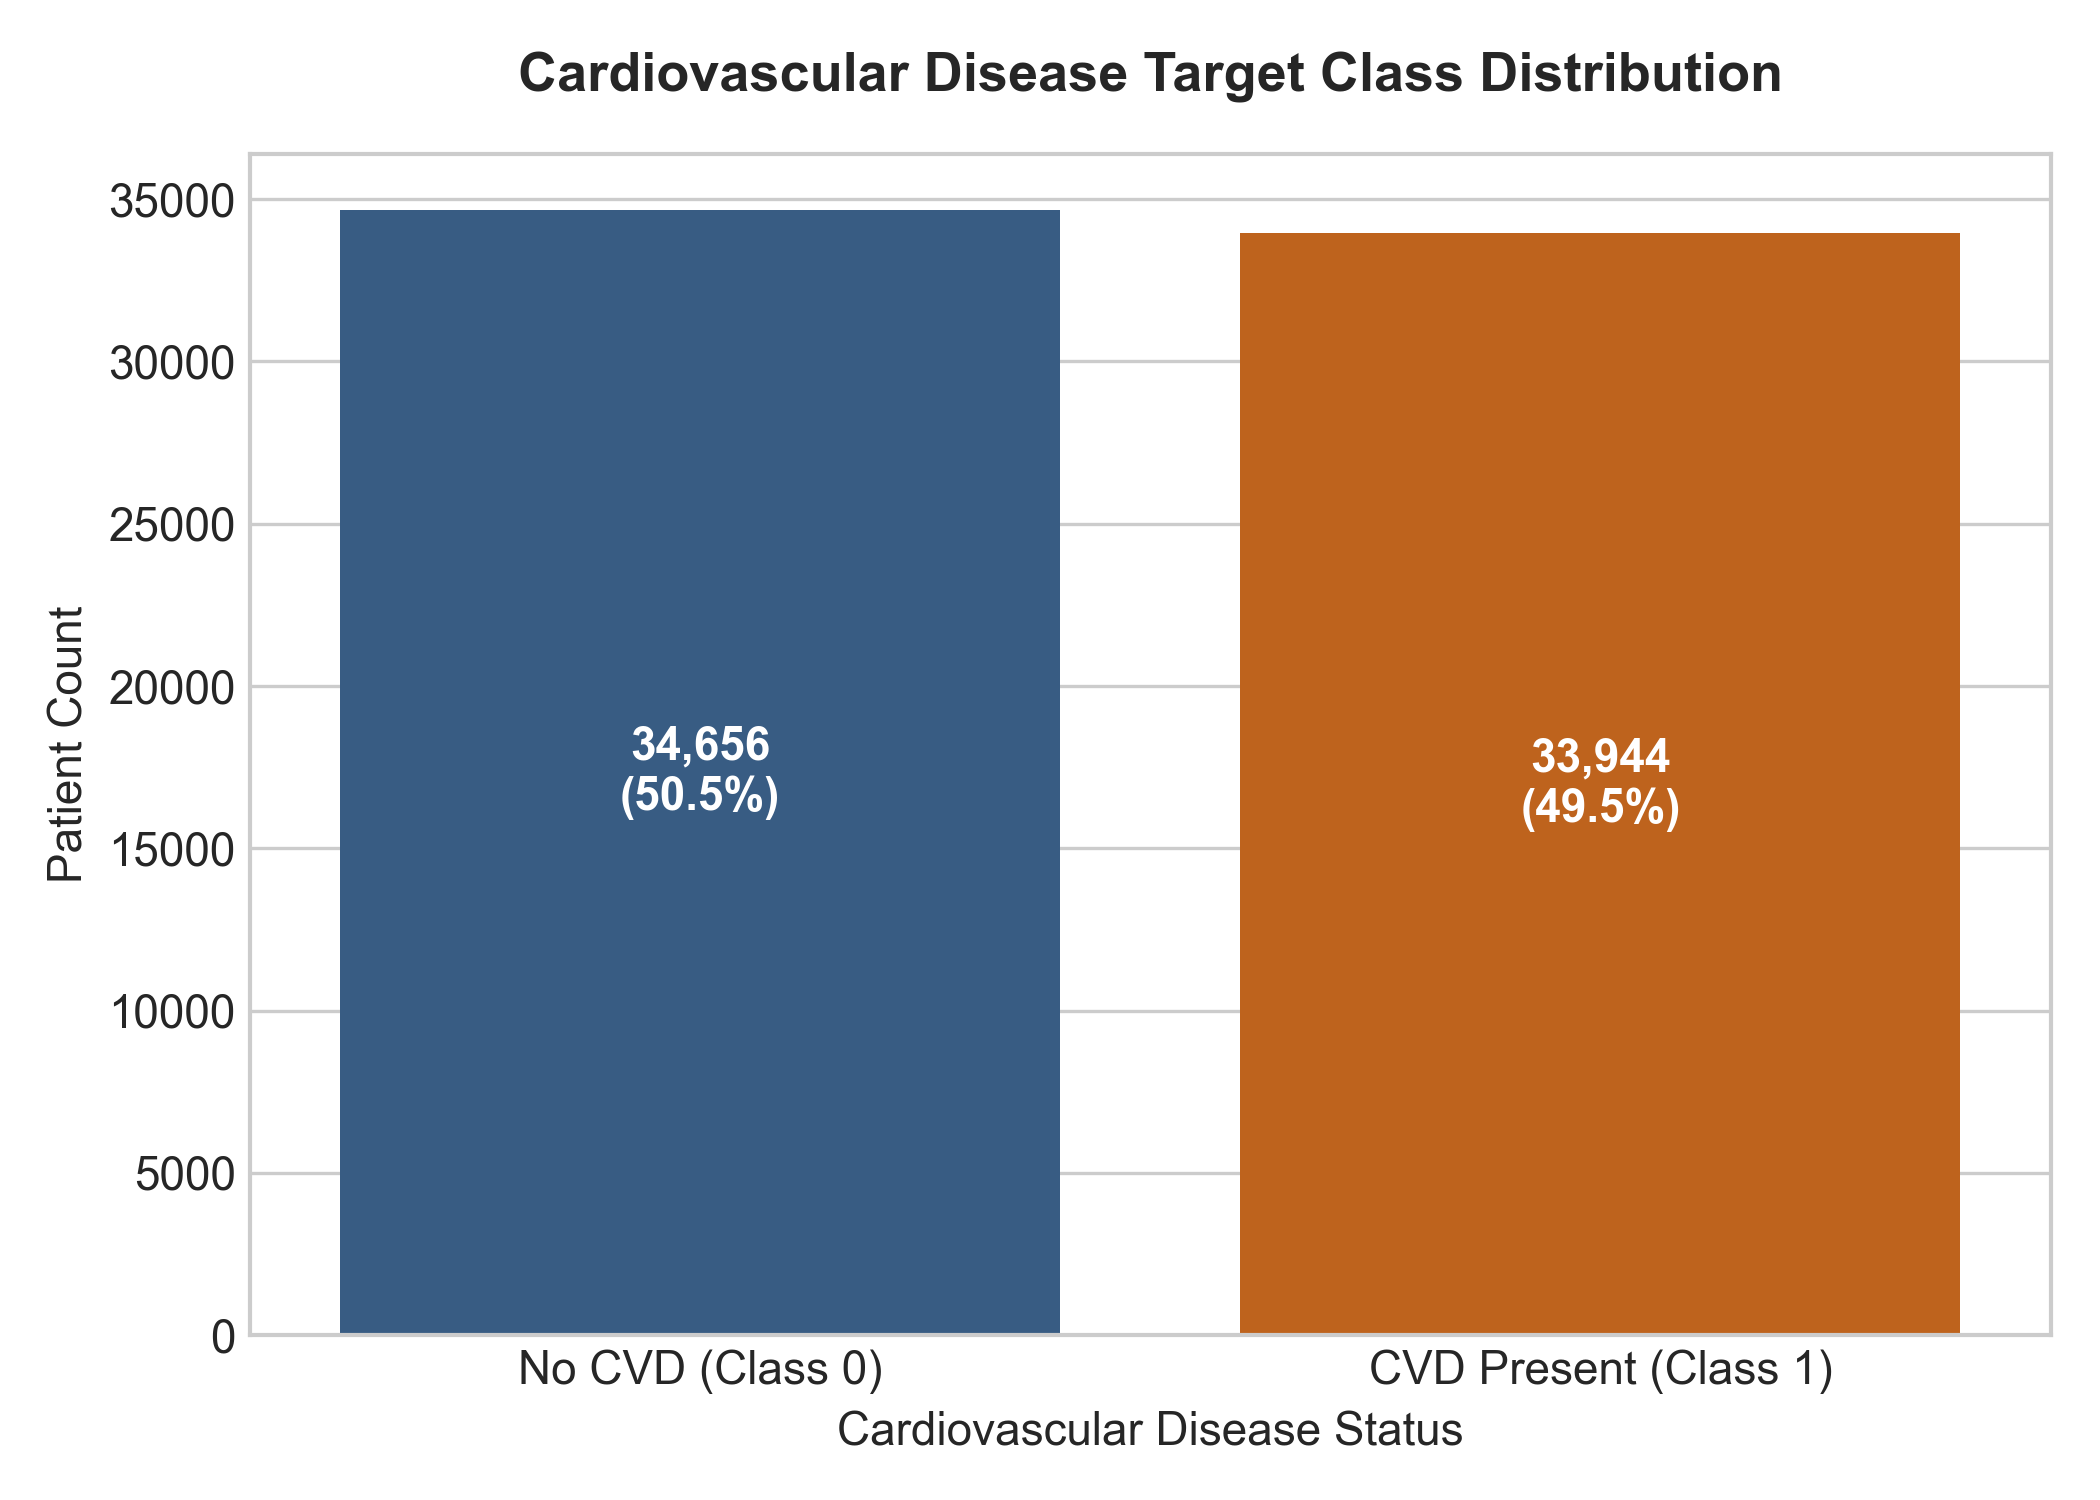 Cardiovascular Disease Target Class Distribution
Patient Count
35000
30000
25000
20000
15000
10000
5000
0
34,656
(50.5%)
33,944
(49.5%)
No CVD (Class 0)
CVD Present (Class 1)
Cardiovascular Disease Status